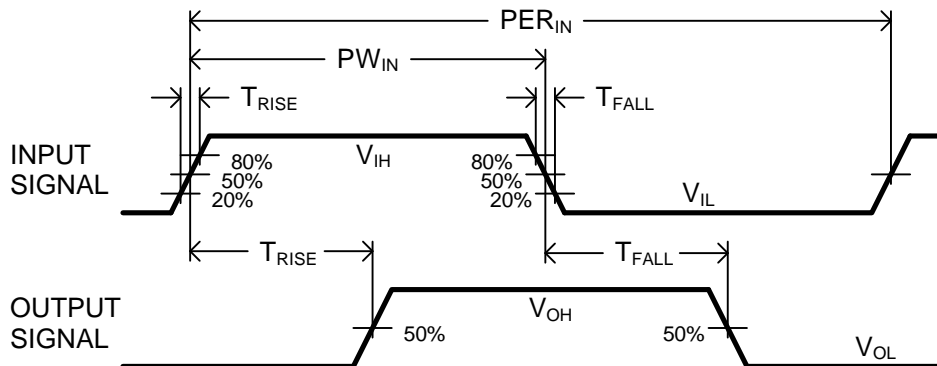 PER_IN
PW_IN
T_RISE
T_FALL
INPUT
SIGNAL
V_IH
80%
50%
20%
80%
50%
20%
V_IL
T_RISE
T_FALL
OUTPUT
SIGNAL
V_OH
50%
50%
V_OL